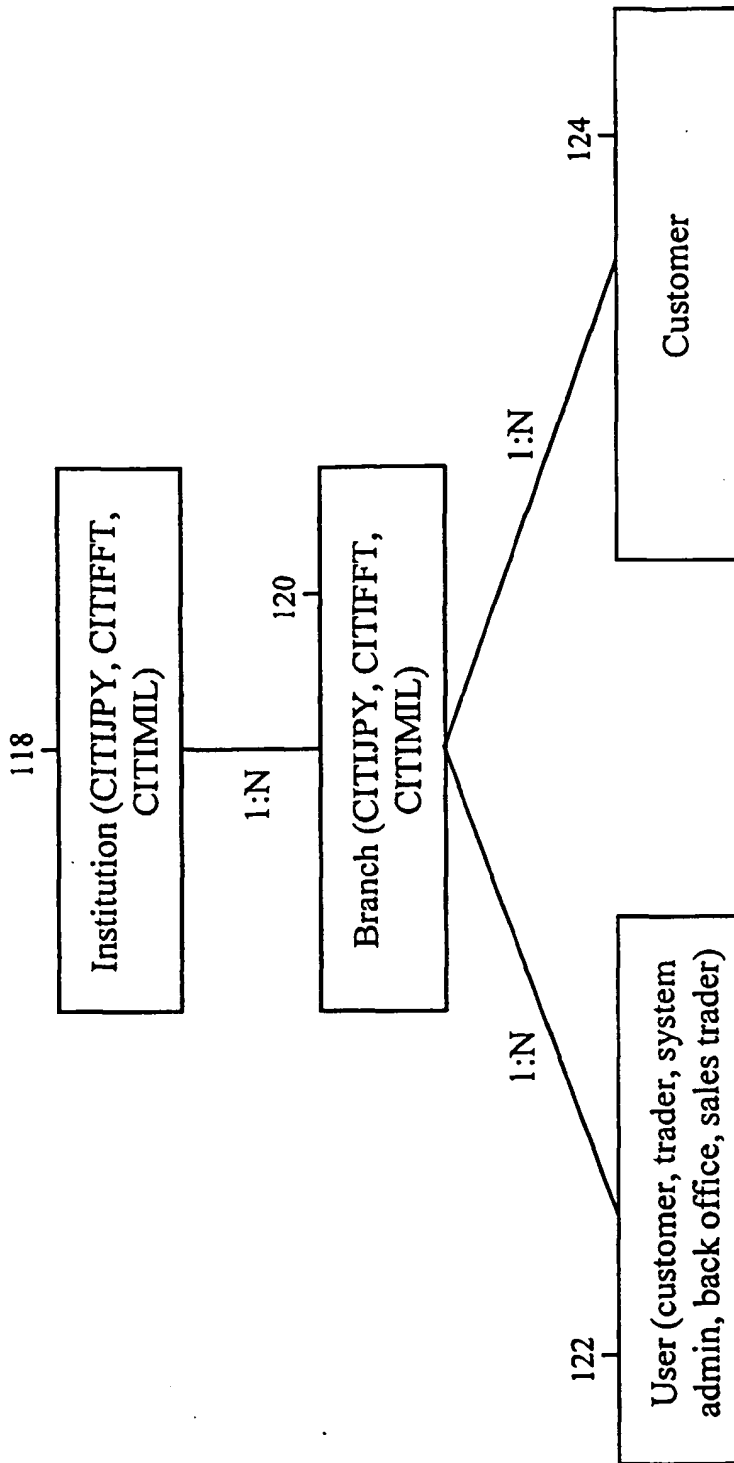 118
Institution (CITIJPY, CITIFFT,
CITIMIL)
1:N
120
Branch (CITIJPY, CITIFFT,
CITIMIL)
1:N
1:N
122
User (customer, trader, system
admin, back office, sales trader)
124
Customer